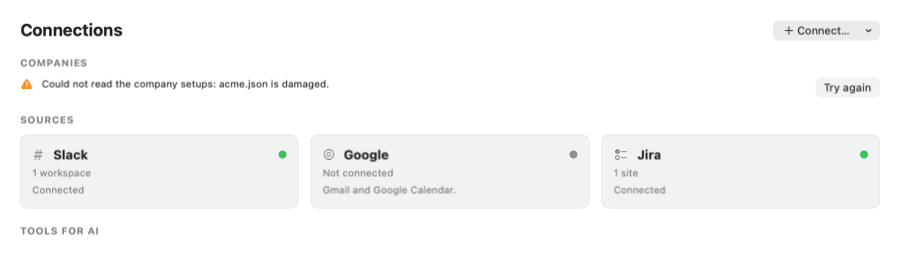 Connections
+ Connect...
COMPANIES
Could not read the company setups: acme.json is damaged.
Try again
SOURCES
# Slack
1 workspace
Connected
Google
Not connected
Gmail and Google Calendar.
Jira
1 site
Connected
TOOLS FOR AI